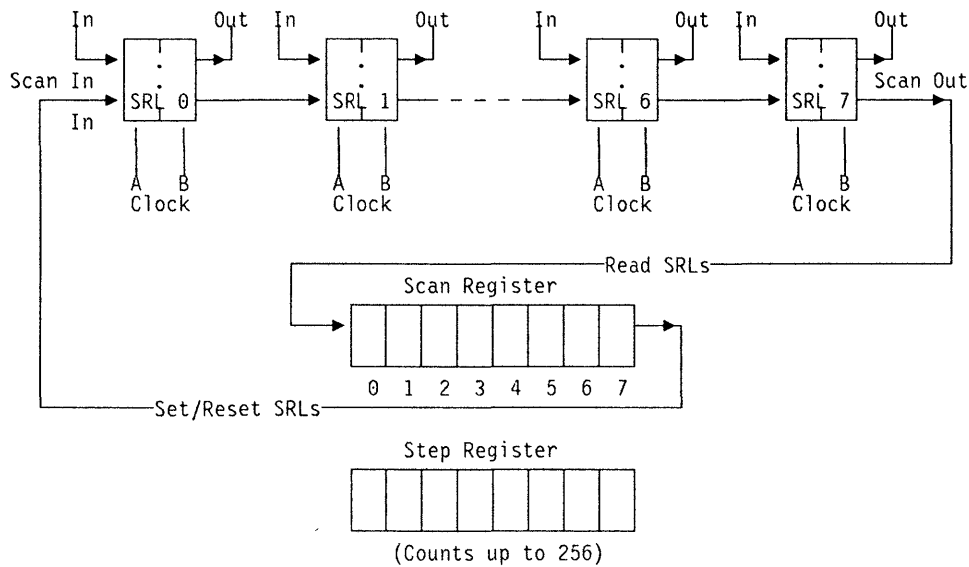 In Out In Out In Out In Out
Scan In Scan Out
SRL 0 SRL 1 SRL 6 SRL 7
In
A B A B A B A B
Clock Clock Clock Clock
Read SRLs
Scan Register
0 1 2 3 4 5 6 7
Set/Reset SRLs
Step Register
(Counts up to 256)